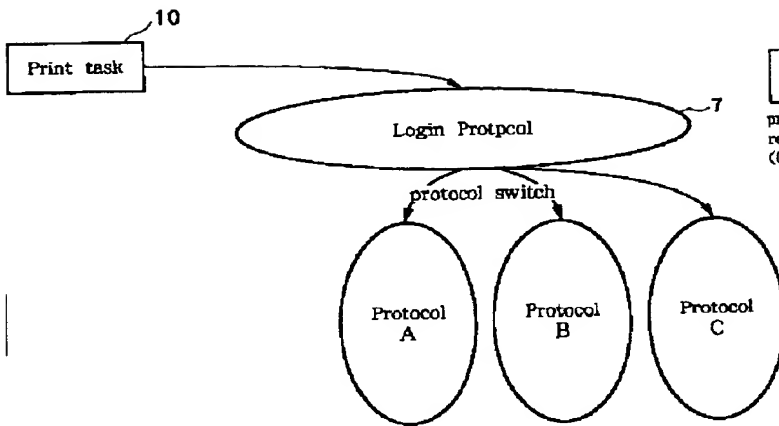 10
Print task
7
Login Protpcol
protocol switch
Protocol
A
Protocol
B
Protocol
C